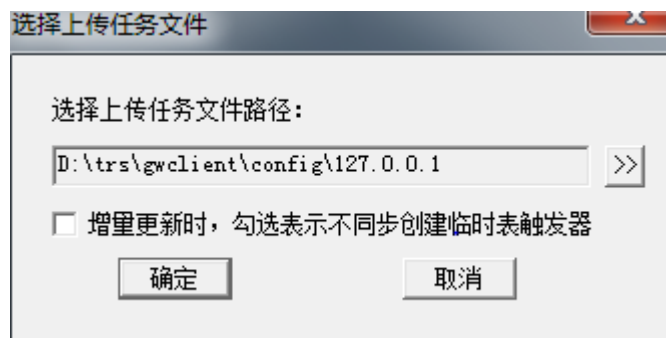 选择上传任务文件
选择上传任务文件路径：
D:\trs\gwclient\config\127.0.0.1
>>
增量更新时，勾选表示不同步创建临时表触发器
确定
取消